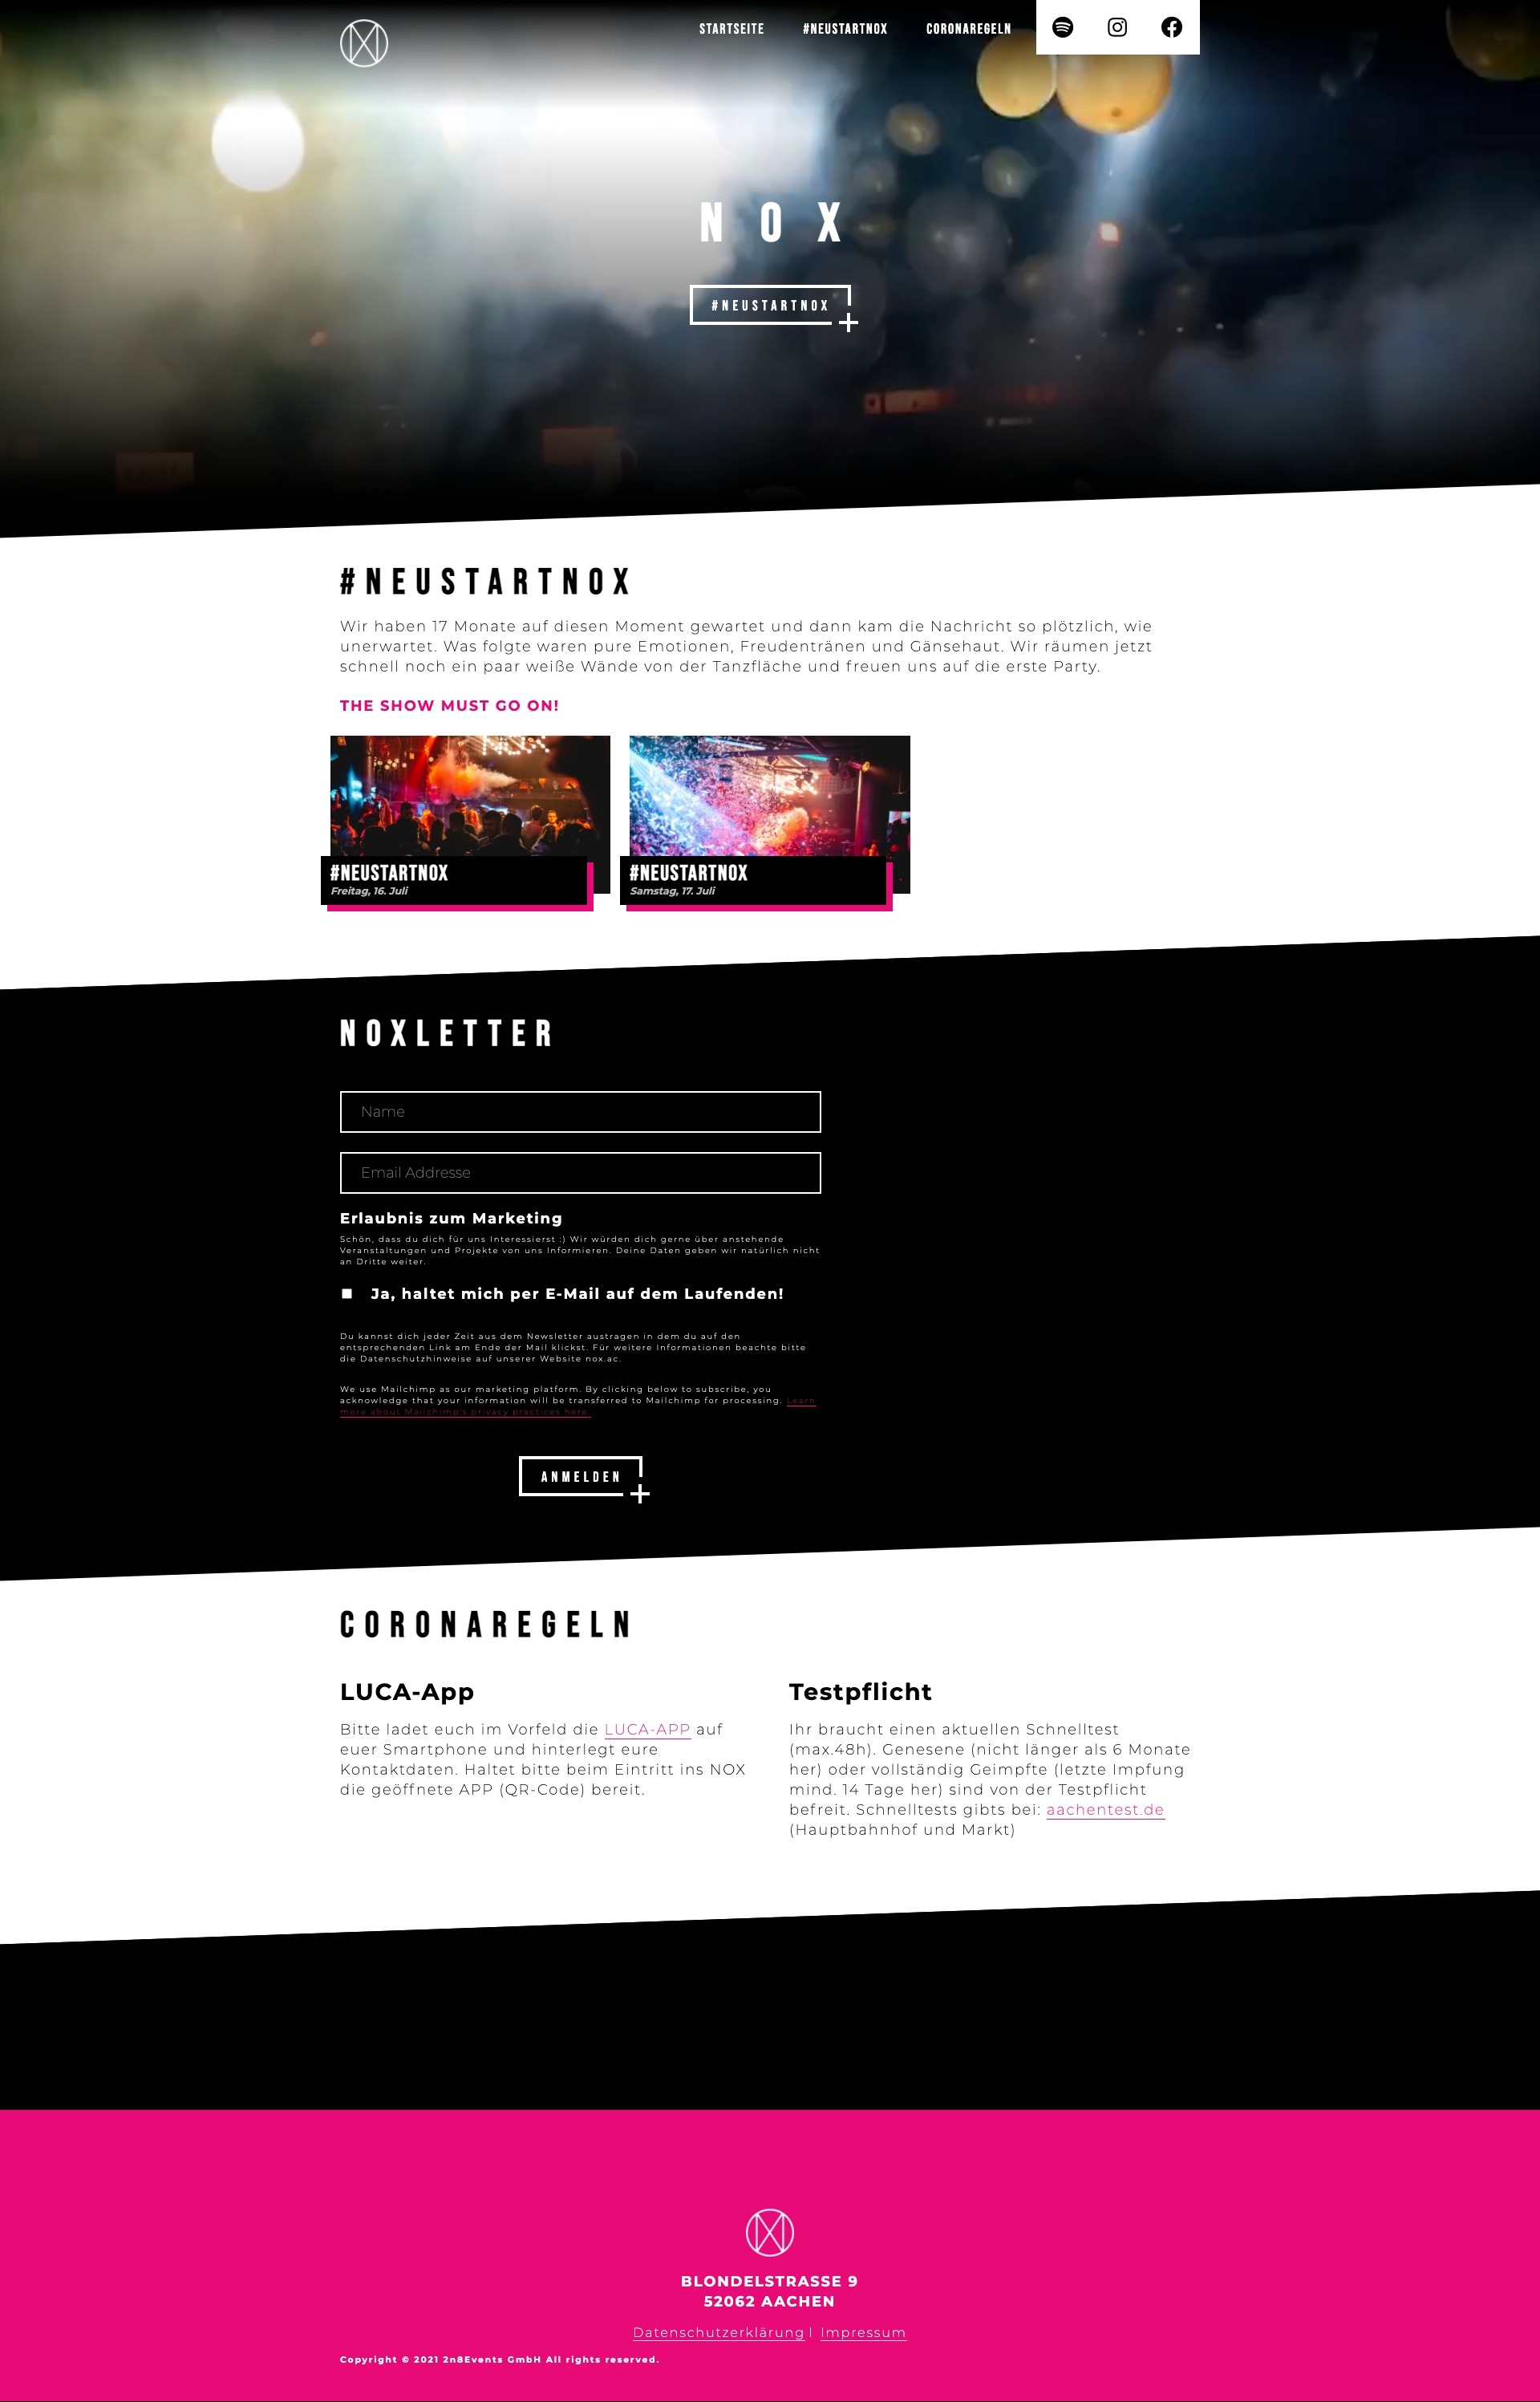 STARTSEITE #NEUSTARTNOX CORONAREGELN
NOX
#NEUSTARTNOX
#NEUSTARTNOX
Wir haben 17 Monate auf diesen Moment gewartet und dann kam die Nachricht so plötzlich, wie
unerwartet. Was folgte waren pure Emotionen, Freudentränen und Gänsehaut. Wir räumen jetzt
schnell noch ein paar weiße Wände von der Tanzfläche und freuen uns auf die erste Party.
THE SHOW MUST GO ON!
NOX
#NEUSTARTNOX
Freitag, 16. Juli
#NEUSTARTNOX
Samstag, 17. Juli
NOXLETTER
Name
Email Addresse
Erlaubnis zum Marketing
Schön, dass du dich für uns Interessierst :) Wir würden dich gerne über anstehende
Veranstaltungen und Projekte von uns Informieren. Deine Daten geben wir natürlich nicht
an Dritte weiter.
Ja, haltet mich per E-Mail auf dem Laufenden!
Du kannst dich jeder Zeit aus dem Newsletter austragen in dem du auf den
entsprechenden Link am Ende der Mail klickst. Für weitere Informationen beachte bitte
die Datenschutzhinweise auf unserer Website nox.ac.
We use Mailchimp as our marketing platform. By clicking below to subscribe, you
acknowledge that your information will be transferred to Mailchimp for processing. Learn
more about Mailchimp's privacy practices here.
ANMELDEN
CORONAREGELN
LUCA-App
Bitte ladet euch im Vorfeld die LUCA-APP auf
euer Smartphone und hinterlegt eure
Kontaktdaten. Haltet bitte beim Eintritt ins NOX
die geöffnete APP (QR-Code) bereit.
Testpflicht
Ihr braucht einen aktuellen Schnelltest
(max.48h). Genesene (nicht länger als 6 Monate
her) oder vollständig Geimpfte (letzte Impfung
mind. 14 Tage her) sind von der Testpflicht
befreit. Schnelltests gibts bei: aachentest.de
(Hauptbahnhof und Markt)
BLONDELSTRASSE 9
52062 AACHEN
Datenschutzerklärung | Impressum
Copyright © 2021 2n8Events GmbH All rights reserved.